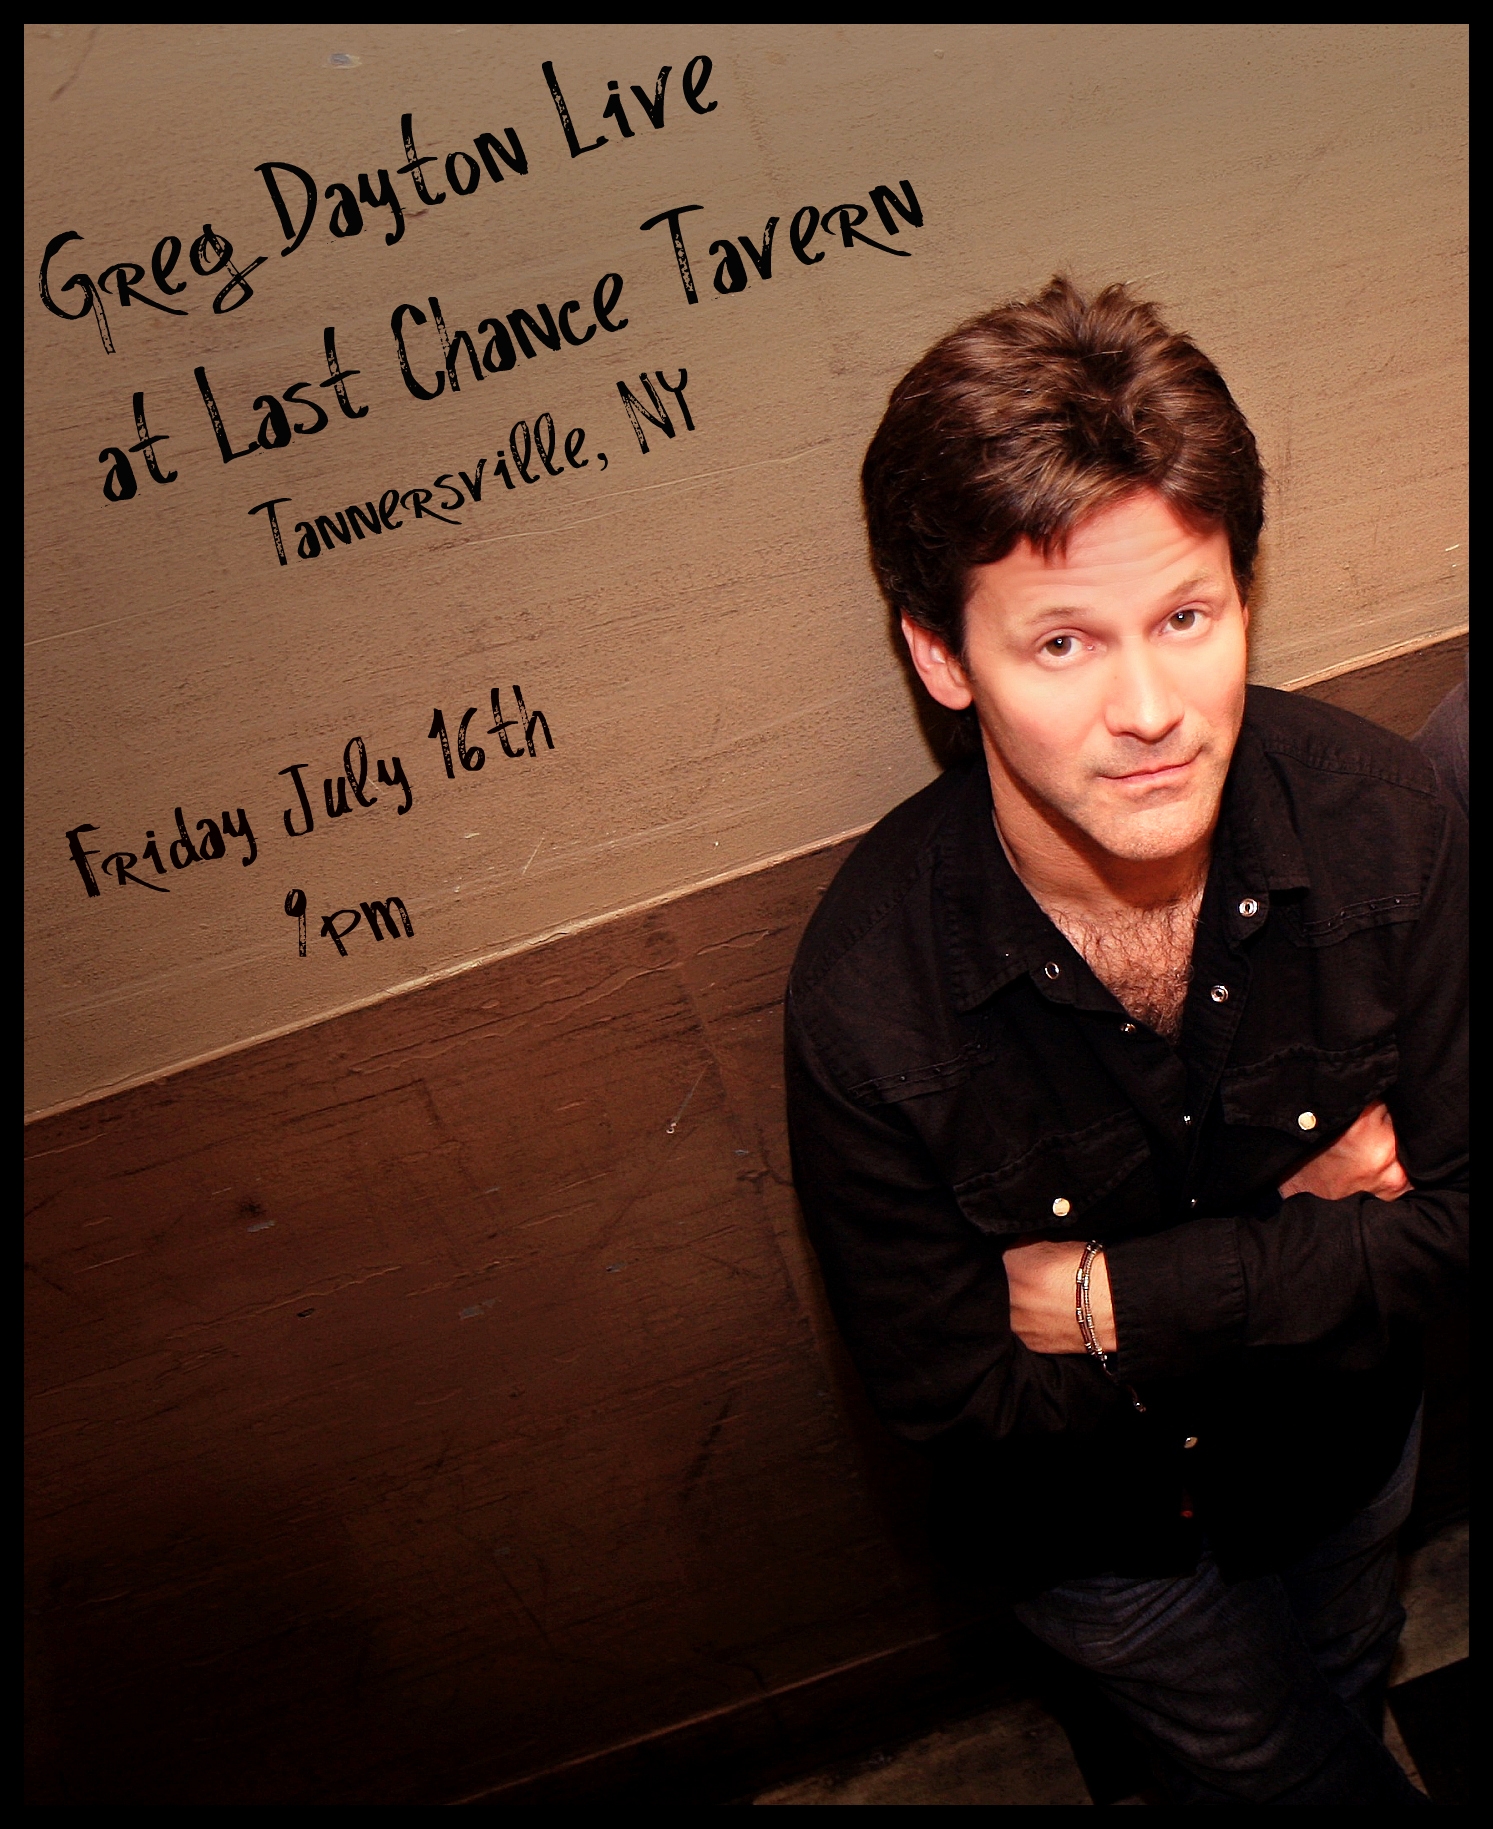 Greg Dayton Live
at Last Chance Tavern
Tannersville, NY
Friday July 16th
9pm